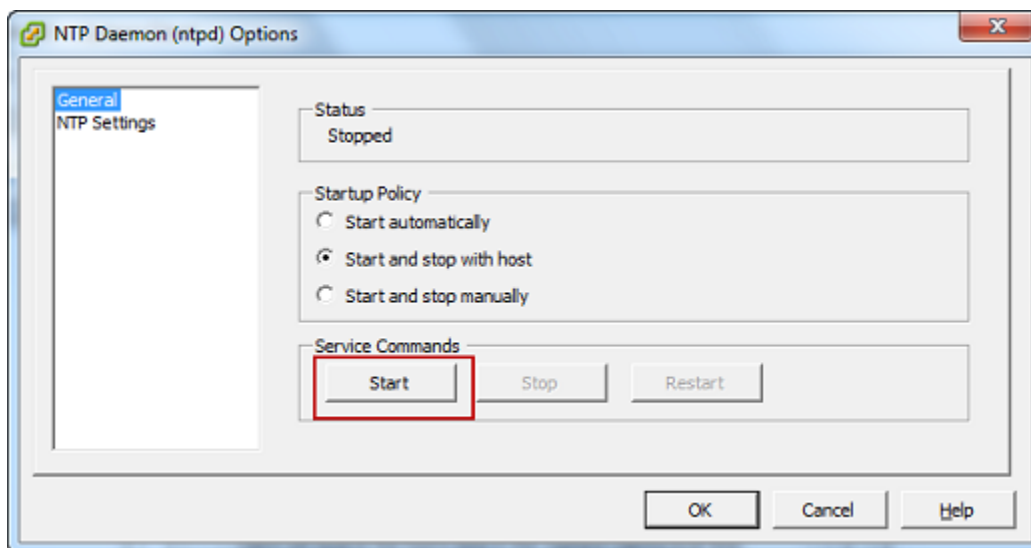 NTP Daemon (ntpd) Options
General
NTP Settings
Status
Stopped
Startup Policy
Start automatically
Start and stop with host
Start and stop manually
Service Commands
Start Stop Restart
OK Cancel Help